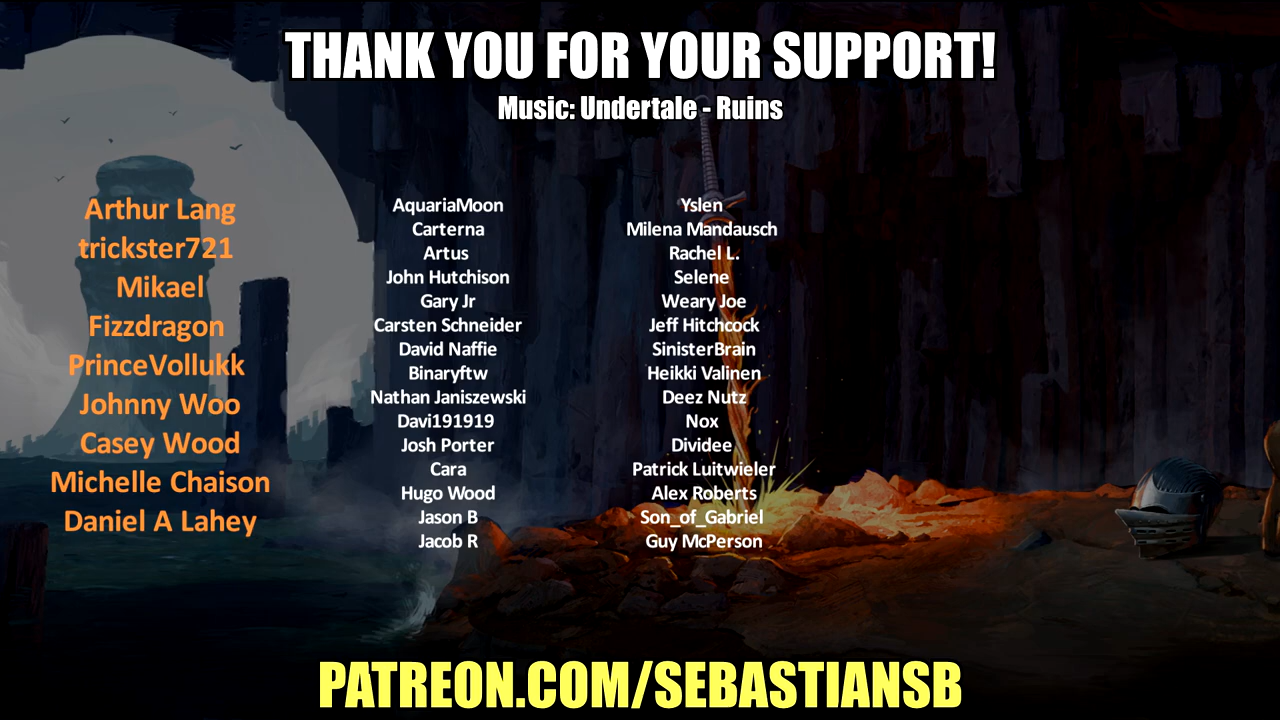 THANK YOU FOR YOUR SUPPORT!
Music: Undertale - Ruins
Arthur Lang
trickster721
Mikael
Fizzdragon
PrinceVollukk
Johnny Woo
Casey Wood
Michelle Chaison
Daniel A Lahey
AquariaMoon
Carterna
Artus
John Hutchison
Gary Jr
Carsten Schneider
David Naffie
Binaryftw
Nathan Janiszewski
Davi191919
Josh Porter
Cara
Hugo Wood
Jason B
Jacob R
Yslen
Milena Mandausch
Rachel L.
Selene
Weary Joe
Jeff Hitchcock
SinisterBrain
Heikki Valinen
Deez Nutz
Nox
Dividee
Patrick Luitwieler
Alex Roberts
Son_of_Gabriel
Guy McPerson
PATREON.COM/SEBASTIANSB